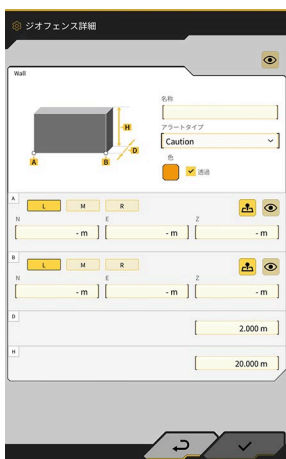 ジオフェンス詳細
Wall
名称
アラートタイプ
Caution
色
透過
H
D
A
B
A
L M R
N E Z
- m - m - m
B
L M R
N E Z
- m - m - m
D
2.000 m
H
20.000 m